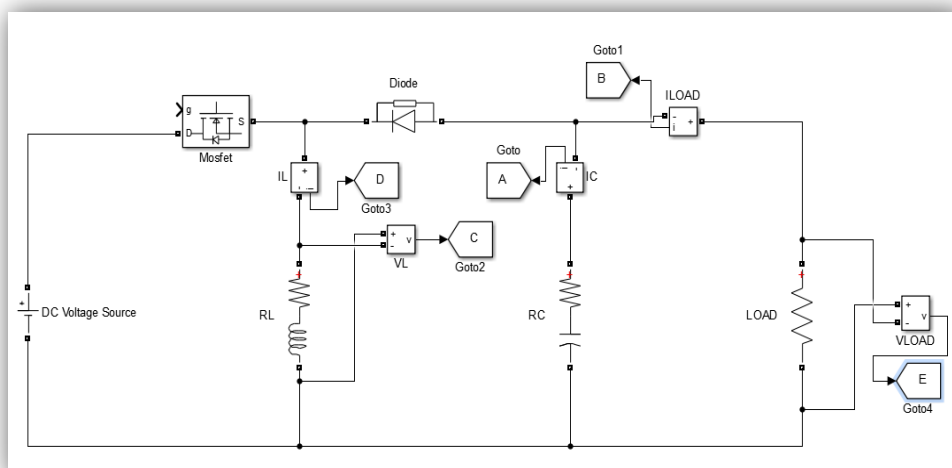 Goto1
B
ILOAD
+
-
i
Diode
g
D
S
Mosfet
Goto
A
IC
-
i
+
IL
+
-
i
D
Goto3
+
-
v
VL
C
Goto2
+
DC Voltage Source
+
RL
+
RC
+
LOAD
+
-
v
VLOAD
E
Goto4